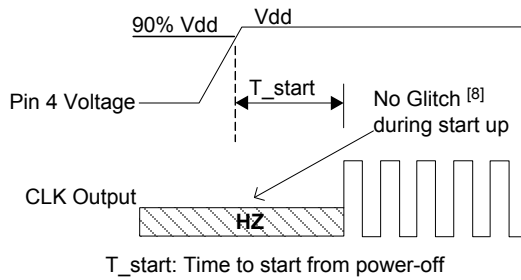 90% Vdd
Vdd
Pin 4 Voltage
T_start
No Glitch [8]
during start up
CLK Output
HZ
T_start: Time to start from power-off